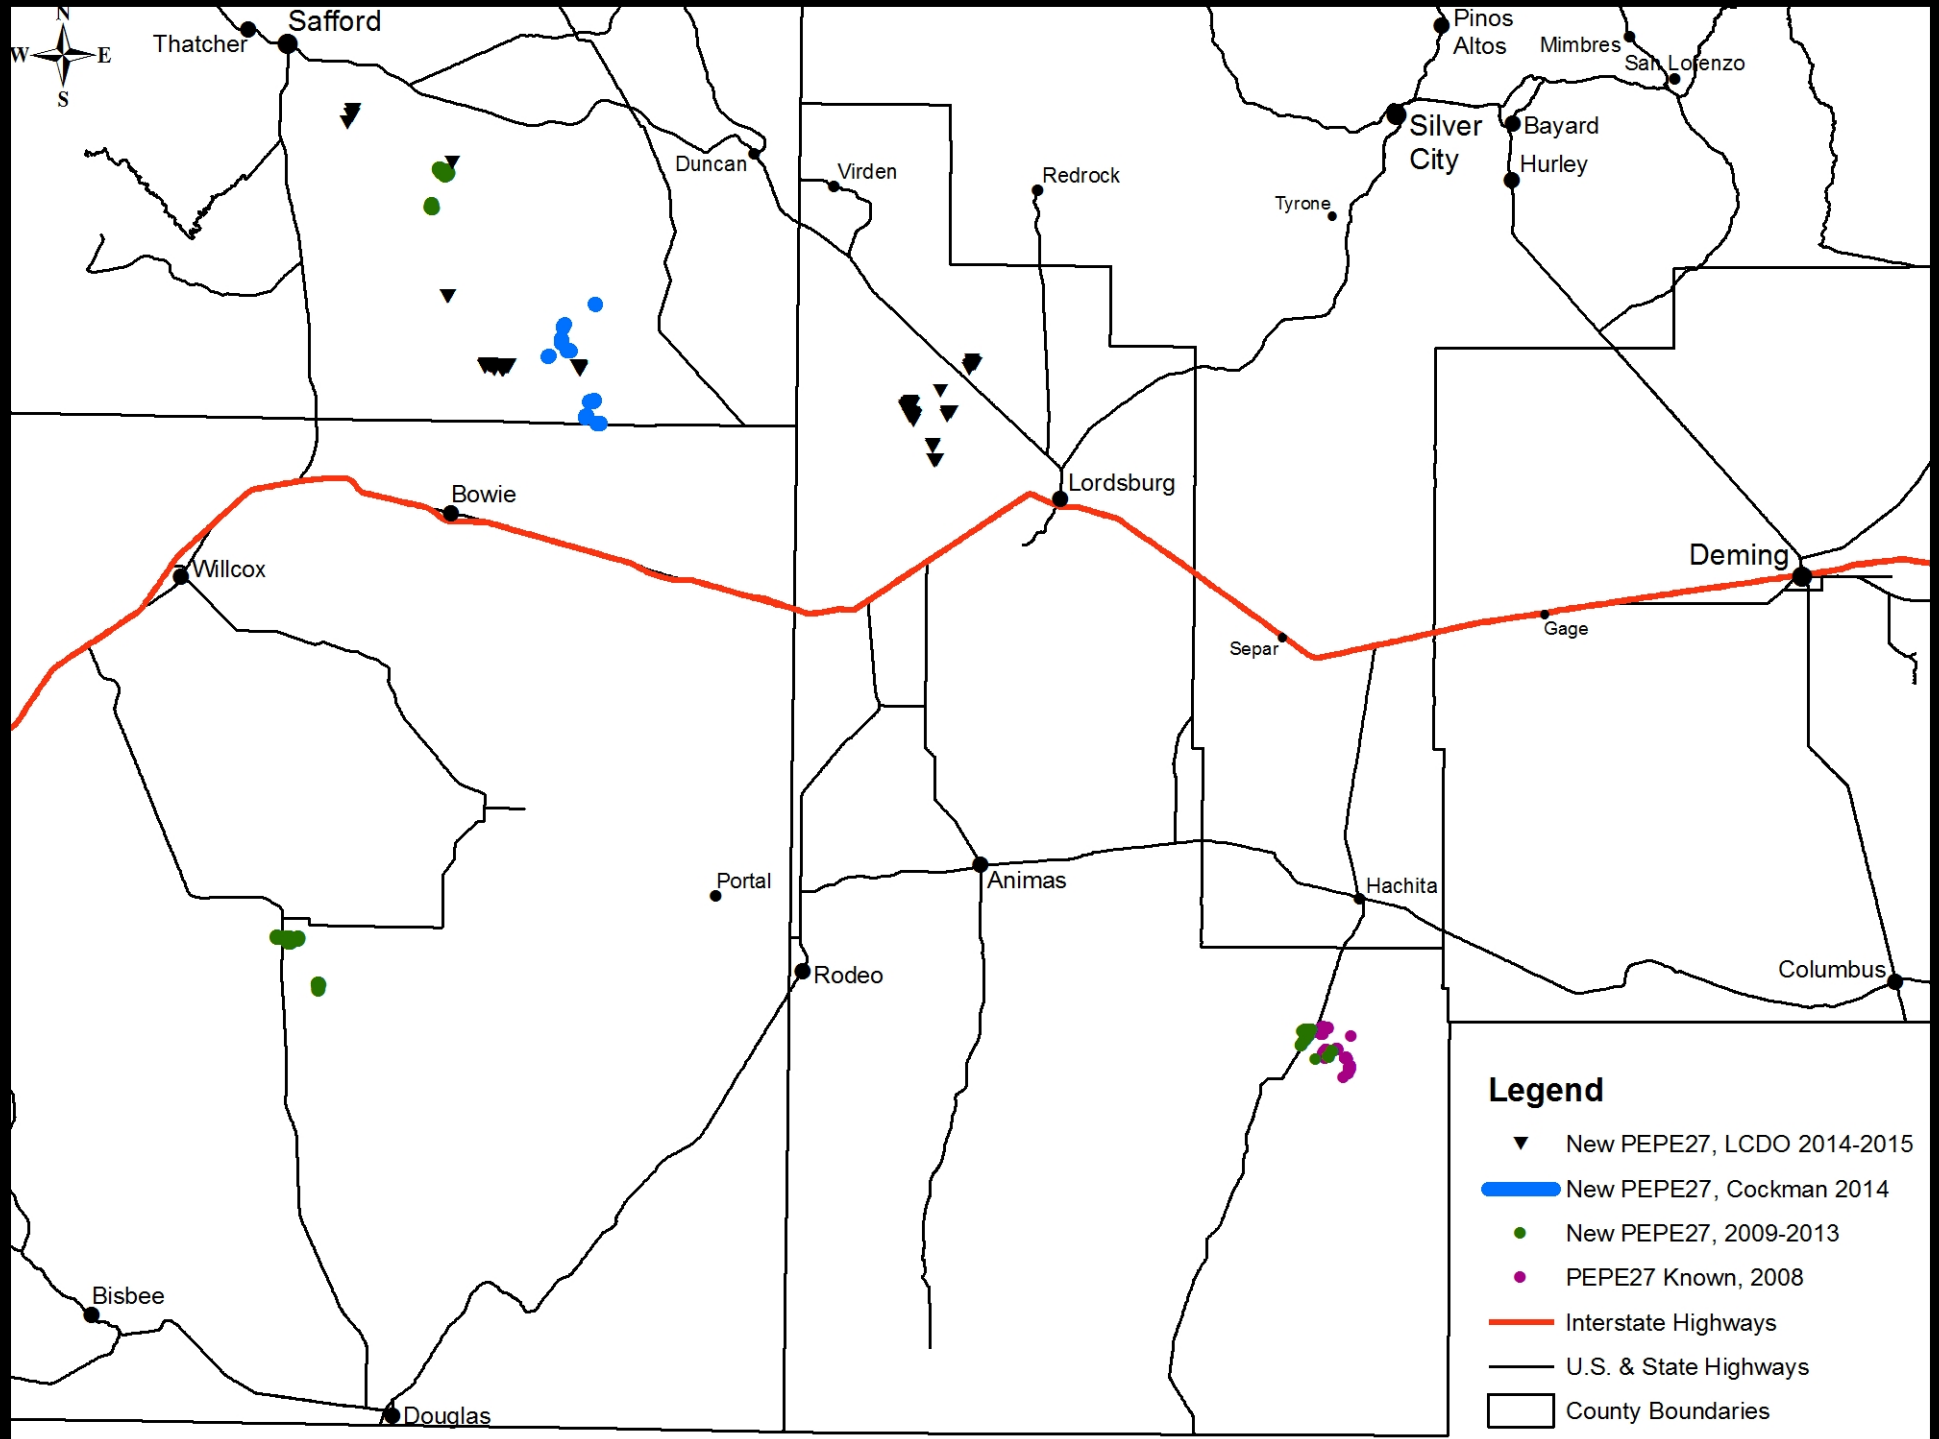 N
W E
S
Safford
Thatcher
Pinos
Altos
Mimbres
San Lorenzo
Silver
City
Bayard
Hurley
Duncan
Virden
Redrock
Tyrone
Lordsburg
Bowie
Willcox
Deming
Separ
Gage
Portal
Animas
Hachita
Rodeo
Columbus
Bisbee
Douglas
Legend
New PEPE27, LCDO 2014-2015
New PEPE27, Cockman 2014
New PEPE27, 2009-2013
PEPE27 Known, 2008
Interstate Highways
U.S. & State Highways
County Boundaries